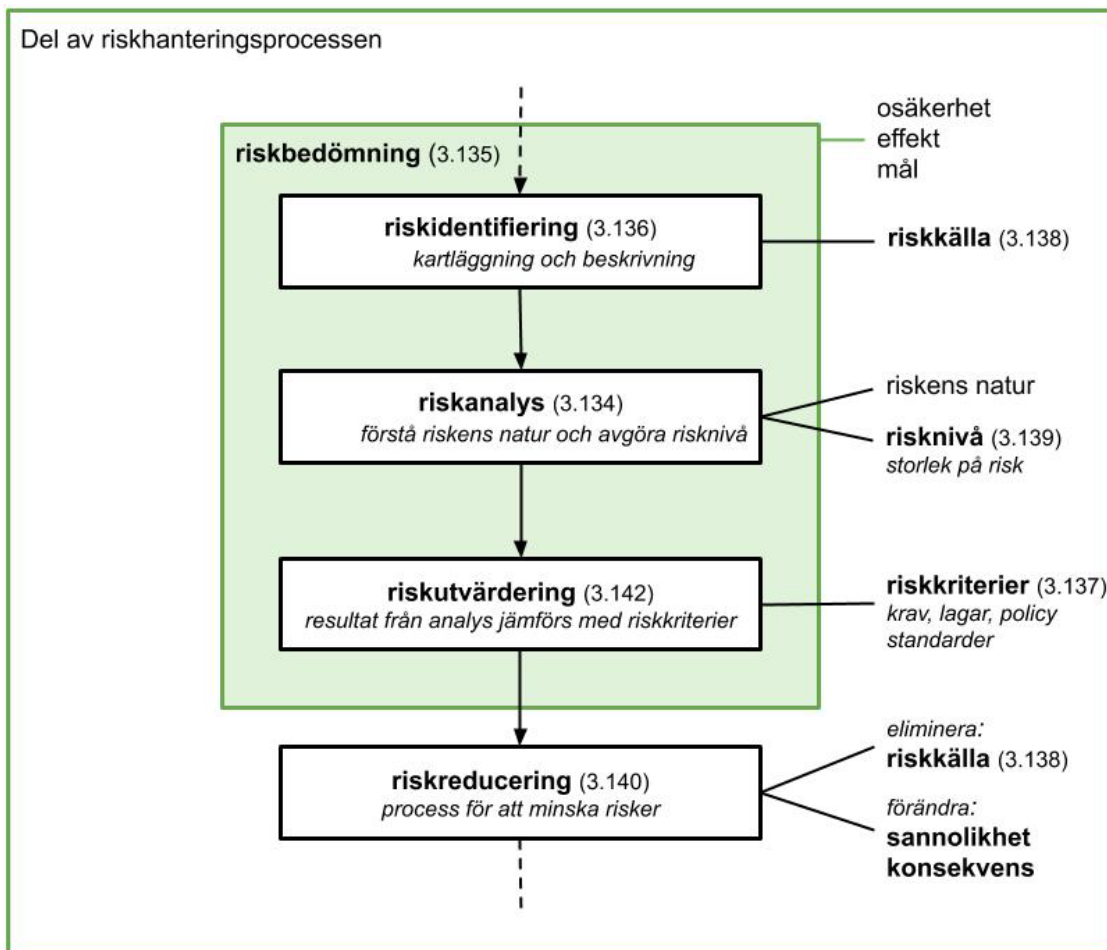 Del av riskhanteringsprocessen
osäkerhet
effekt
mål
riskbedömning (3.135)
riskidentifiering (3.136)
kartläggning och beskrivning
riskkälla (3.138)
riskanalys (3.134)
förstå riskens natur och avgöra risknivå
riskens natur
risknivå (3.139)
storlek på risk
riskutvärdering (3.142)
resultat från analys jämförs med riskkriterier
riskkriterier (3.137)
krav, lagar, policy
standarder
riskreducering (3.140)
process för att minska risker
eliminera:
riskkälla (3.138)
förändra:
sannolikhet
konsekvens